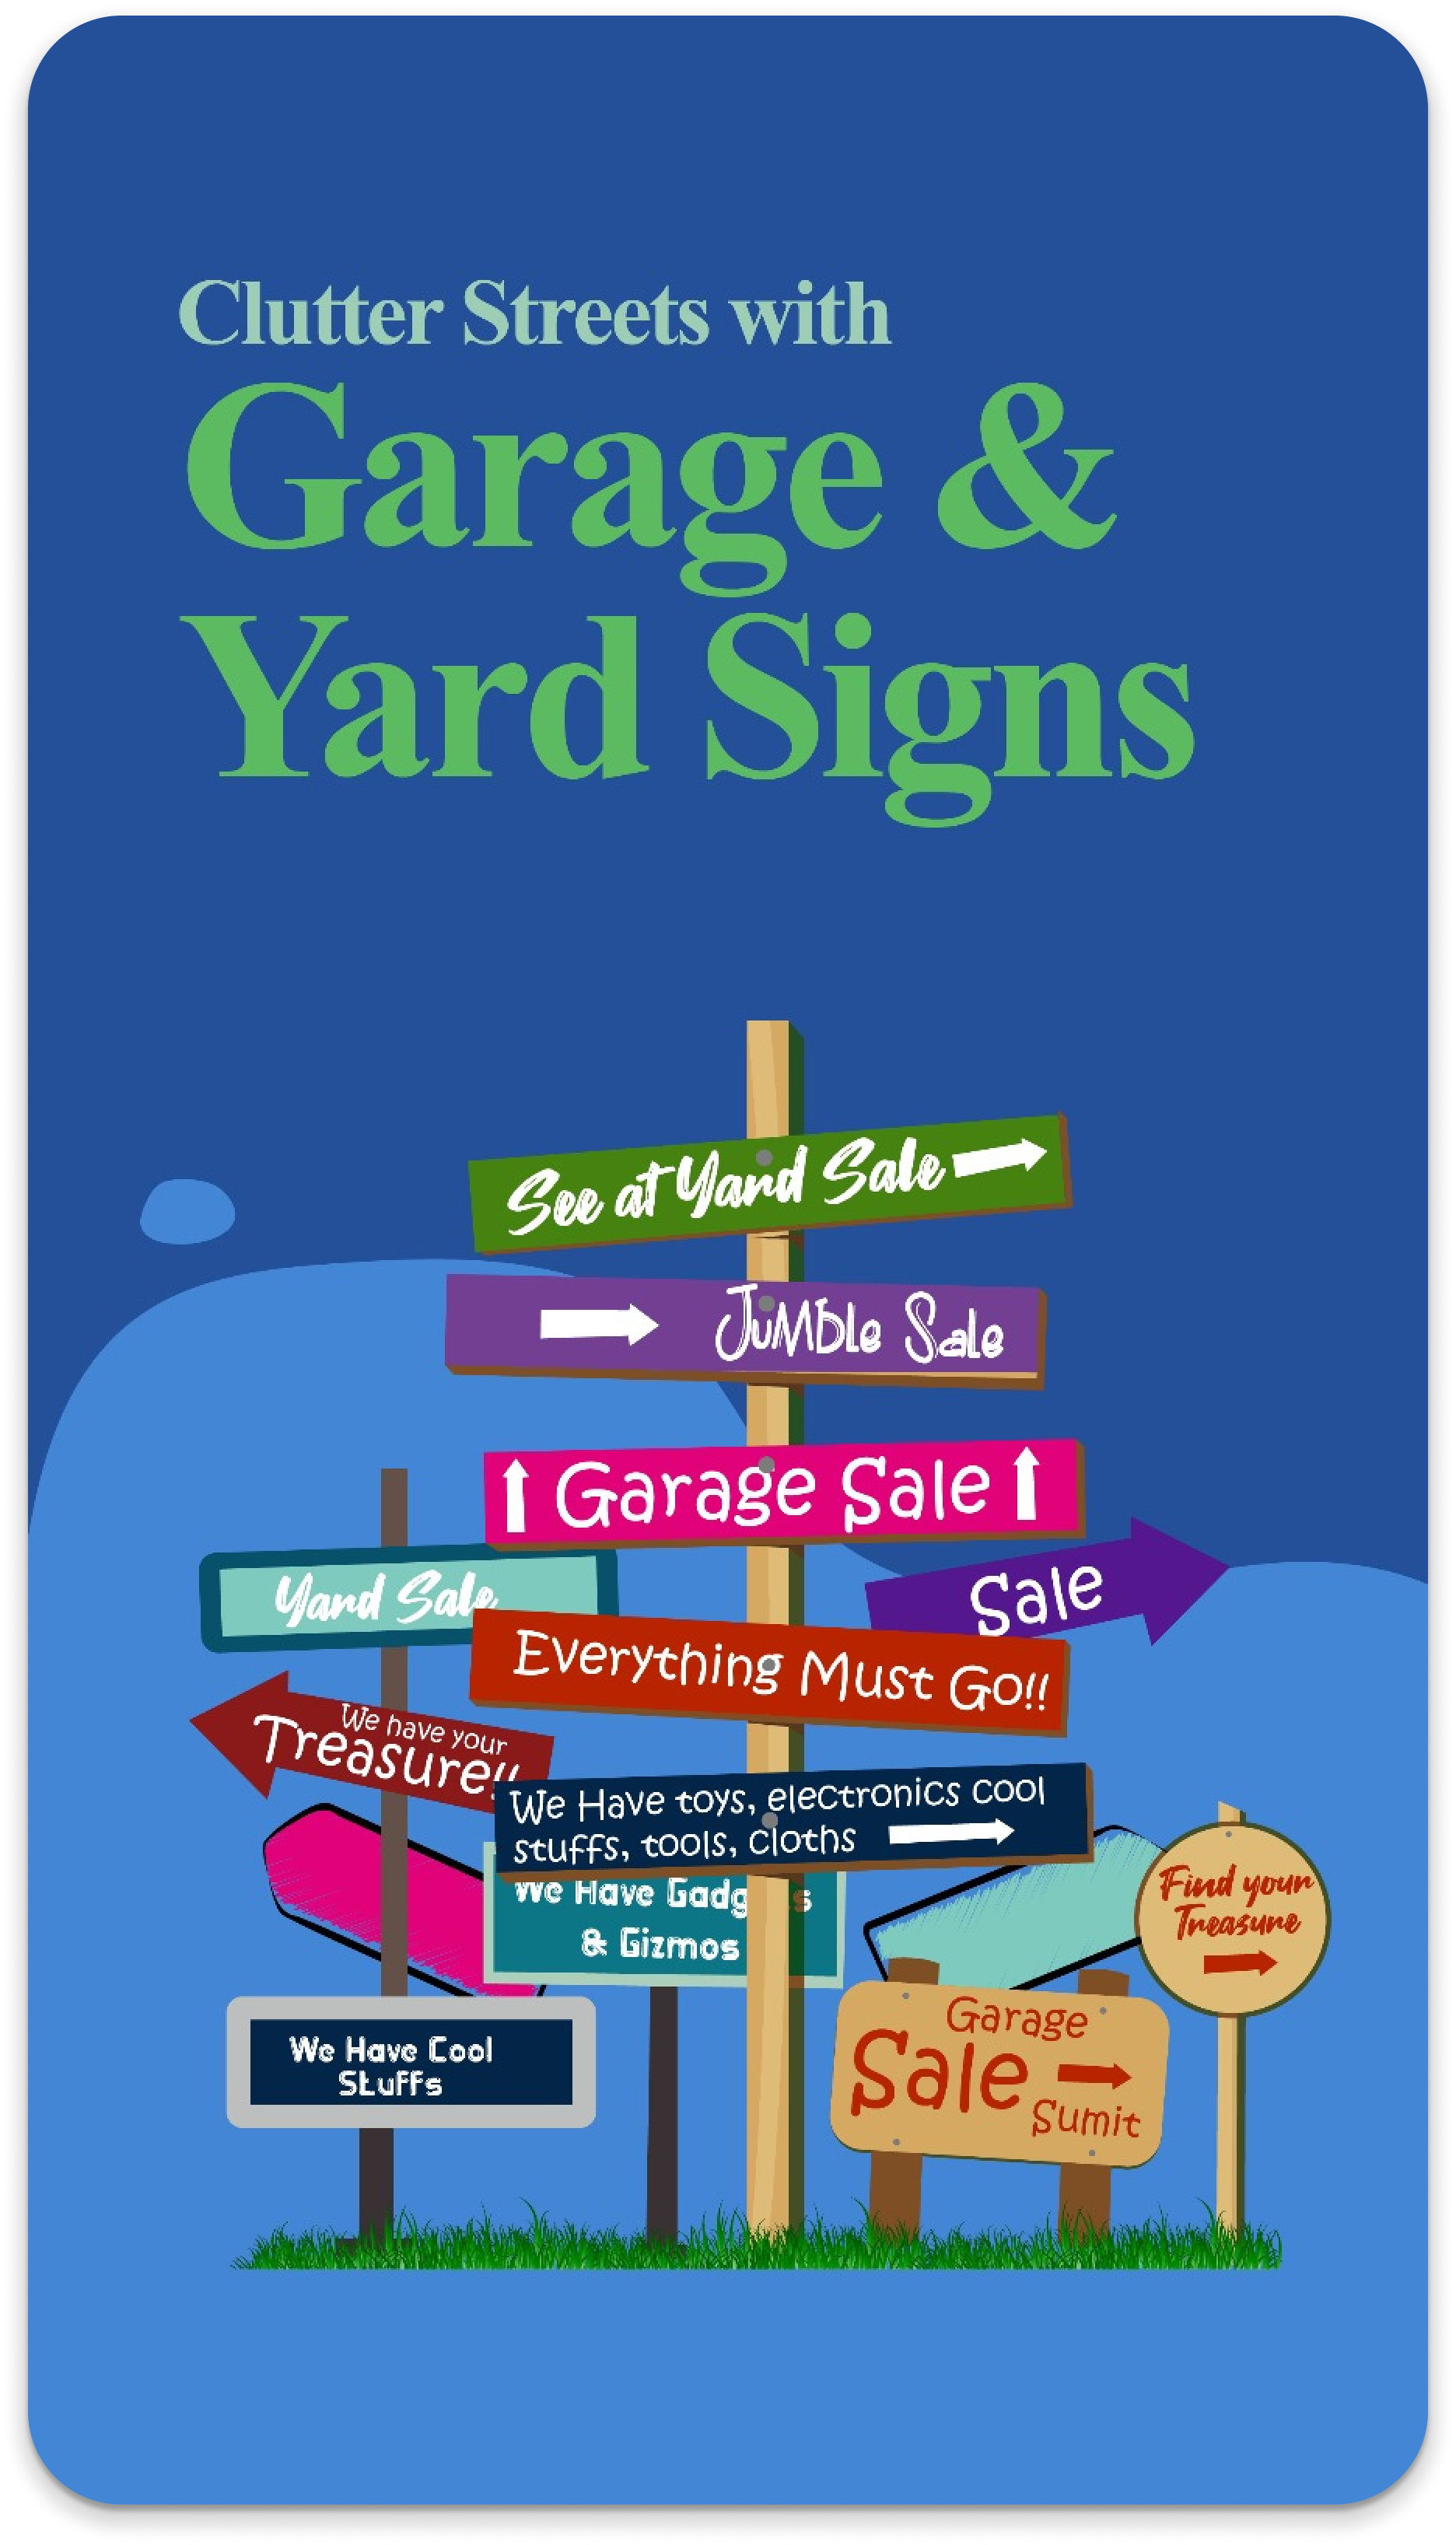 Clutter Streets with
Garage &
Yard Signs
See at Yard Sale
Jumble Sale
Garage Sale
Yard Sale
Sale
Everything Must Go!!
We have your
Treasure!!
We Have toys, electronics cool
stuffs, tools, cloths
We Have
& Gizmos
Find your
Treasure
We Have Cool
Stuffs
Garage
Sale
Sumit